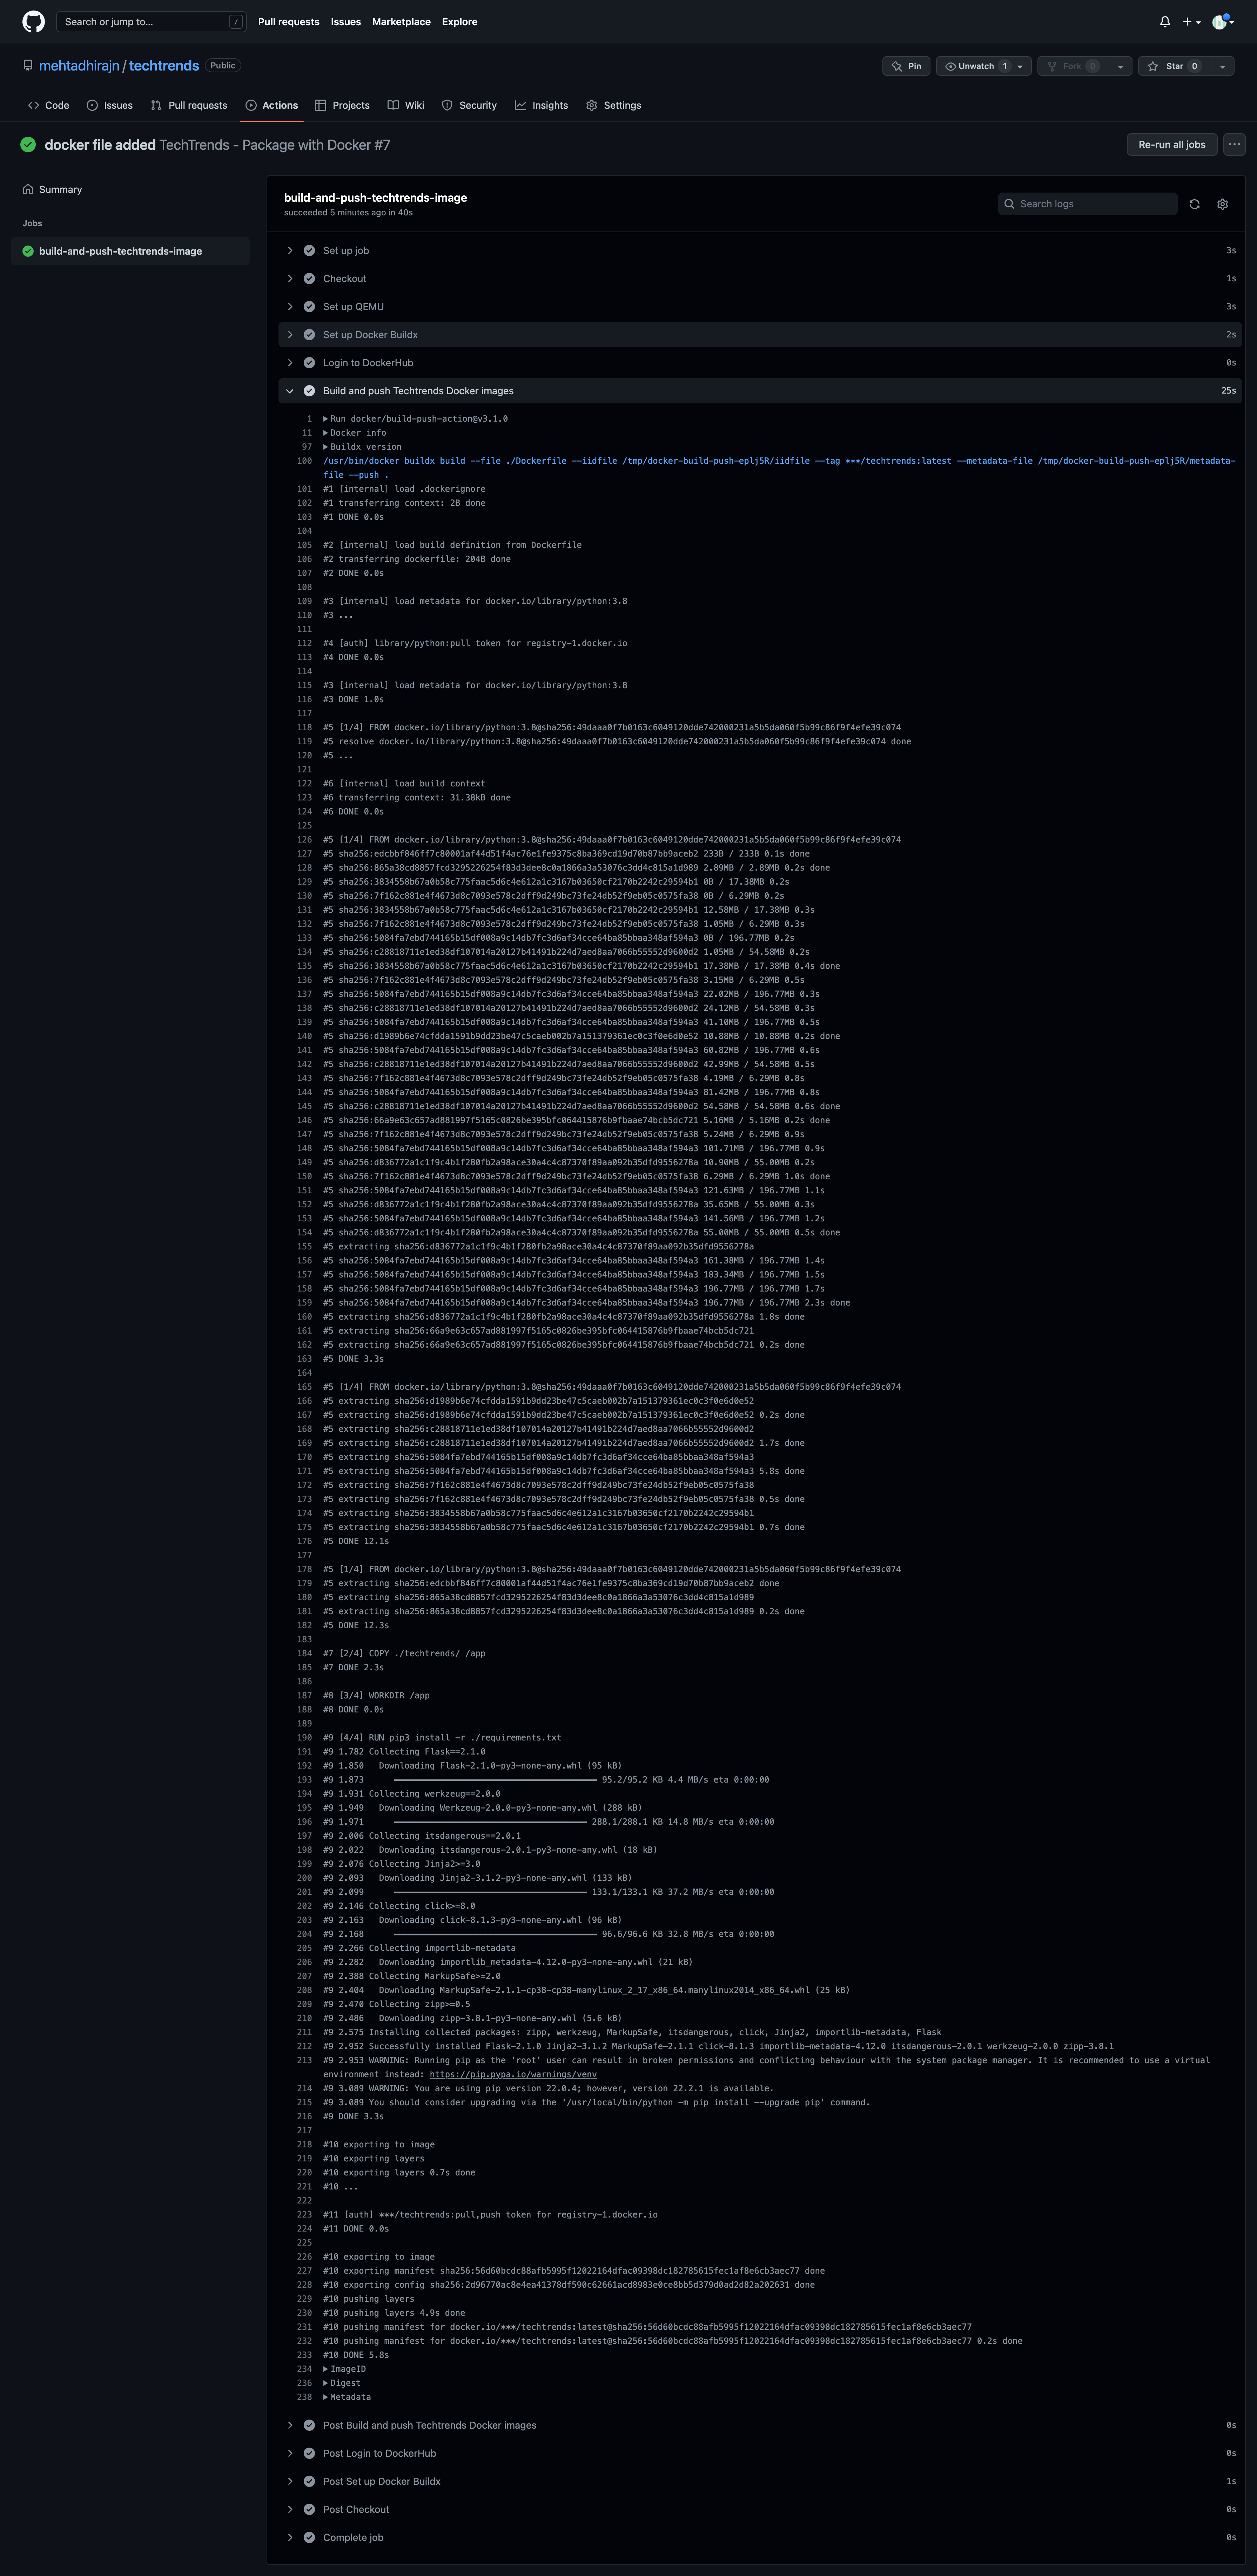 Search or jump to... /
Pull requests Issues Marketplace Explore
mehtadhirajn / techtrends Public
Pin Unwatch 1 Fork 0 Star 0
Code Issues Pull requests Actions Projects Wiki Security Insights Settings
docker file added TechTrends - Package with Docker #7
Re-run all jobs
Summary
Jobs
build-and-push-techtrends-image
build-and-push-techtrends-image
succeeded 5 minutes ago in 40s
Search logs
Set up job 3s
Checkout 1s
Set up QEMU 3s
Set up Docker Buildx 2s
Login to DockerHub 0s
Build and push Techtrends Docker images 25s
1 Run docker/build-push-action@v3.1.0
11 Docker info
97 Buildx version
100 /usr/bin/docker buildx build --file ./Dockerfile --iidfile /tmp/docker-build-push-eplj5R/iidfile --tag ***/techtrends:latest --metadata-file /tmp/docker-build-push-eplj5R/metadata-
file --push .
101 #1 [internal] load .dockerignore
102 #1 transferring context: 2B done
103 #1 DONE 0.0s
104
105 #2 [internal] load build definition from Dockerfile
106 #2 transferring dockerfile: 204B done
107 #2 DONE 0.0s
108
109 #3 [internal] load metadata for docker.io/library/python:3.8
110 #3 ...
111
112 #4 [auth] library/python:pull token for registry-1.docker.io
113 #4 DONE 0.0s
114
115 #3 [internal] load metadata for docker.io/library/python:3.8
116 #3 DONE 1.0s
117
118 #5 [1/4] FROM docker.io/library/python:3.8@sha256:49daaa0f7b0163c6049120dde742000231a5b5da060f5b99c86f9f4efe39c074
119 #5 resolve docker.io/library/python:3.8@sha256:49daaa0f7b0163c6049120dde742000231a5b5da060f5b99c86f9f4efe39c074 done
120 #5 ...
121
122 #6 [internal] load build context
123 #6 transferring context: 31.38kB done
124 #6 DONE 0.0s
125
126 #5 [1/4] FROM docker.io/library/python:3.8@sha256:49daaa0f7b0163c6049120dde742000231a5b5da060f5b99c86f9f4efe39c074
127 #5 sha256:edcbbf846ff7c80001af44d51f4ac76e1fe9375c8ba369cd19d70b87bb9aceb2 233B / 233B 0.1s done
128 #5 sha256:865a38cd8857fcd3295226254f83d3dee8c0a1866a3a53076c3dd4c815a1d989 2.89MB / 2.89MB 0.2s done
129 #5 sha256:3834558b67a0b58c775faac5d6c4e612a1c3167b03650cf2170b2242c29594b1 0B / 17.38MB 0.2s
130 #5 sha256:7f162c881e4f4673d8c7093e578c2dff9d249bc73fe24db52f9eb05c0575fa38 0B / 6.29MB 0.2s
131 #5 sha256:3834558b67a0b58c775faac5d6c4e612a1c3167b03650cf2170b2242c29594b1 12.58MB / 17.38MB 0.3s
132 #5 sha256:7f162c881e4f4673d8c7093e578c2dff9d249bc73fe24db52f9eb05c0575fa38 1.05MB / 6.29MB 0.3s
133 #5 sha256:5084fa7ebd744165b15df008a9c14db7fc3d6af34cce64ba85bbaa348af594a3 0B / 196.77MB 0.2s
134 #5 sha256:c28818711e1ed38df107014a20127b41491b224d7aed8aa7066b55552d9600d2 1.05MB / 54.58MB 0.2s
135 #5 sha256:3834558b67a0b58c775faac5d6c4e612a1c3167b03650cf2170b2242c29594b1 17.38MB / 17.38MB 0.4s done
136 #5 sha256:7f162c881e4f4673d8c7093e578c2dff9d249bc73fe24db52f9eb05c0575fa38 3.15MB / 6.29MB 0.5s
137 #5 sha256:5084fa7ebd744165b15df008a9c14db7fc3d6af34cce64ba85bbaa348af594a3 22.02MB / 196.77MB 0.3s
138 #5 sha256:c28818711e1ed38df107014a20127b41491b224d7aed8aa7066b55552d9600d2 24.12MB / 54.58MB 0.3s
139 #5 sha256:5084fa7ebd744165b15df008a9c14db7fc3d6af34cce64ba85bbaa348af594a3 41.10MB / 196.77MB 0.5s
140 #5 sha256:d1989b6e74cfdda1591b9dd23be47c5caeb002b7a151379361ec0c3f0e6d0e52 10.88MB / 10.88MB 0.2s done
141 #5 sha256:5084fa7ebd744165b15df008a9c14db7fc3d6af34cce64ba85bbaa348af594a3 60.82MB / 196.77MB 0.6s
142 #5 sha256:c28818711e1ed38df107014a20127b41491b224d7aed8aa7066b55552d9600d2 42.99MB / 54.58MB 0.5s
143 #5 sha256:7f162c881e4f4673d8c7093e578c2dff9d249bc73fe24db52f9eb05c0575fa38 4.19MB / 6.29MB 0.8s
144 #5 sha256:5084fa7ebd744165b15df008a9c14db7fc3d6af34cce64ba85bbaa348af594a3 81.42MB / 196.77MB 0.8s
145 #5 sha256:c28818711e1ed38df107014a20127b41491b224d7aed8aa7066b55552d9600d2 54.58MB / 54.58MB 0.6s done
146 #5 sha256:66a9e63c657ad881997f5165c0826be395bfc064415876b9fbaae74bcb5dc721 5.16MB / 5.16MB 0.2s done
147 #5 sha256:7f162c881e4f4673d8c7093e578c2dff9d249bc73fe24db52f9eb05c0575fa38 5.24MB / 6.29MB 0.9s
148 #5 sha256:5084fa7ebd744165b15df008a9c14db7fc3d6af34cce64ba85bbaa348af594a3 101.71MB / 196.77MB 0.9s
149 #5 sha256:d836772a1c1f9c4b1f280fb2a98ace30a4c4c87370f89aa092b35dfd9556278a 10.90MB / 55.00MB 0.2s
150 #5 sha256:7f162c881e4f4673d8c7093e578c2dff9d249bc73fe24db52f9eb05c0575fa38 6.29MB / 6.29MB 1.0s done
151 #5 sha256:5084fa7ebd744165b15df008a9c14db7fc3d6af34cce64ba85bbaa348af594a3 121.63MB / 196.77MB 1.1s
152 #5 sha256:d836772a1c1f9c4b1f280fb2a98ace30a4c4c87370f89aa092b35dfd9556278a 35.65MB / 55.00MB 0.3s
153 #5 sha256:5084fa7ebd744165b15df008a9c14db7fc3d6af34cce64ba85bbaa348af594a3 141.56MB / 196.77MB 1.2s
154 #5 sha256:d836772a1c1f9c4b1f280fb2a98ace30a4c4c87370f89aa092b35dfd9556278a 55.00MB / 55.00MB 0.5s done
155 #5 extracting sha256:d836772a1c1f9c4b1f280fb2a98ace30a4c4c87370f89aa092b35dfd9556278a
156 #5 sha256:5084fa7ebd744165b15df008a9c14db7fc3d6af34cce64ba85bbaa348af594a3 161.38MB / 196.77MB 1.4s
157 #5 sha256:5084fa7ebd744165b15df008a9c14db7fc3d6af34cce64ba85bbaa348af594a3 183.34MB / 196.77MB 1.5s
158 #5 sha256:5084fa7ebd744165b15df008a9c14db7fc3d6af34cce64ba85bbaa348af594a3 196.77MB / 196.77MB 1.7s
159 #5 sha256:5084fa7ebd744165b15df008a9c14db7fc3d6af34cce64ba85bbaa348af594a3 196.77MB / 196.77MB 2.3s done
160 #5 extracting sha256:d836772a1c1f9c4b1f280fb2a98ace30a4c4c87370f89aa092b35dfd9556278a 1.8s done
161 #5 extracting sha256:66a9e63c657ad881997f5165c0826be395bfc064415876b9fbaae74bcb5dc721
162 #5 extracting sha256:66a9e63c657ad881997f5165c0826be395bfc064415876b9fbaae74bcb5dc721 0.2s done
163 #5 DONE 3.3s
164
165 #5 [1/4] FROM docker.io/library/python:3.8@sha256:49daaa0f7b0163c6049120dde742000231a5b5da060f5b99c86f9f4efe39c074
166 #5 extracting sha256:d1989b6e74cfdda1591b9dd23be47c5caeb002b7a151379361ec0c3f0e6d0e52
167 #5 extracting sha256:d1989b6e74cfdda1591b9dd23be47c5caeb002b7a151379361ec0c3f0e6d0e52 0.2s done
168 #5 extracting sha256:c28818711e1ed38df107014a20127b41491b224d7aed8aa7066b55552d9600d2
169 #5 extracting sha256:c28818711e1ed38df107014a20127b41491b224d7aed8aa7066b55552d9600d2 1.7s done
170 #5 extracting sha256:5084fa7ebd744165b15df008a9c14db7fc3d6af34cce64ba85bbaa348af594a3
171 #5 extracting sha256:5084fa7ebd744165b15df008a9c14db7fc3d6af34cce64ba85bbaa348af594a3 5.8s done
172 #5 extracting sha256:7f162c881e4f4673d8c7093e578c2dff9d249bc73fe24db52f9eb05c0575fa38
173 #5 extracting sha256:7f162c881e4f4673d8c7093e578c2dff9d249bc73fe24db52f9eb05c0575fa38 0.5s done
174 #5 extracting sha256:3834558b67a0b58c775faac5d6c4e612a1c3167b03650cf2170b2242c29594b1
175 #5 extracting sha256:3834558b67a0b58c775faac5d6c4e612a1c3167b03650cf2170b2242c29594b1 0.7s done
176 #5 DONE 12.1s
177
178 #5 [1/4] FROM docker.io/library/python:3.8@sha256:49daaa0f7b0163c6049120dde742000231a5b5da060f5b99c86f9f4efe39c074
179 #5 extracting sha256:edcbbf846ff7c80001af44d51f4ac76e1fe9375c8ba369cd19d70b87bb9aceb2 done
180 #5 extracting sha256:865a38cd8857fcd3295226254f83d3dee8c0a1866a3a53076c3dd4c815a1d989
181 #5 extracting sha256:865a38cd8857fcd3295226254f83d3dee8c0a1866a3a53076c3dd4c815a1d989 0.2s done
182 #5 DONE 12.3s
183
184 #7 [2/4] COPY ./techtrends/ /app
185 #7 DONE 2.3s
186
187 #8 [3/4] WORKDIR /app
188 #8 DONE 0.0s
189
190 #9 [4/4] RUN pip3 install -r ./requirements.txt
191 #9 1.782 Collecting Flask==2.1.0
192 #9 1.850 Downloading Flask-2.1.0-py3-none-any.whl (95 kB)
193 #9 1.873 95.2/95.2 KB 4.4 MB/s eta 0:00:00
194 #9 1.931 Collecting werkzeug==2.0.0
195 #9 1.949 Downloading Werkzeug-2.0.0-py3-none-any.whl (288 kB)
196 #9 1.971 288.1/288.1 KB 14.8 MB/s eta 0:00:00
197 #9 2.006 Collecting itsdangerous==2.0.1
198 #9 2.022 Downloading itsdangerous-2.0.1-py3-none-any.whl (18 kB)
199 #9 2.076 Collecting Jinja2>=3.0
200 #9 2.093 Downloading Jinja2-3.1.2-py3-none-any.whl (133 kB)
201 #9 2.099 133.1/133.1 KB 37.2 MB/s eta 0:00:00
202 #9 2.146 Collecting click>=8.0
203 #9 2.163 Downloading click-8.1.3-py3-none-any.whl (96 kB)
204 #9 2.168 96.6/96.6 KB 32.8 MB/s eta 0:00:00
205 #9 2.266 Collecting importlib-metadata
206 #9 2.282 Downloading importlib_metadata-4.12.0-py3-none-any.whl (21 kB)
207 #9 2.388 Collecting MarkupSafe>=2.0
208 #9 2.404 Downloading MarkupSafe-2.1.1-cp38-cp38-manylinux_2_17_x86_64.manylinux2014_x86_64.whl (25 kB)
209 #9 2.470 Collecting zipp>=0.5
210 #9 2.486 Downloading zipp-3.8.1-py3-none-any.whl (5.6 kB)
211 #9 2.575 Installing collected packages: zipp, werkzeug, MarkupSafe, itsdangerous, click, Jinja2, importlib-metadata, Flask
212 #9 2.952 Successfully installed Flask-2.1.0 Jinja2-3.1.2 MarkupSafe-2.1.1 click-8.1.3 importlib-metadata-4.12.0 itsdangerous-2.0.1 werkzeug-2.0.0 zipp-3.8.1
213 #9 2.953 WARNING: Running pip as the 'root' user can result in broken permissions and conflicting behaviour with the system package manager. It is recommended to use a virtual
environment instead: https://pip.pypa.io/warnings/venv
214 #9 3.089 WARNING: You are using pip version 22.0.4; however, version 22.2.1 is available.
215 #9 3.089 You should consider upgrading via the '/usr/local/bin/python -m pip install --upgrade pip' command.
216 #9 DONE 3.3s
217
218 #10 exporting to image
219 #10 exporting layers
220 #10 exporting layers 0.7s done
221 #10 ...
222
223 #11 [auth] ***/techtrends:pull,push token for registry-1.docker.io
224 #11 DONE 0.0s
225
226 #10 exporting to image
227 #10 exporting manifest sha256:56d60bcdc88afb5995f12022164dfac09398dc182785615fec1af8e6cb3aec77 done
228 #10 exporting config sha256:2d96770ac8e4ea41378df590c62661acd8983e0ce8bb5d379d0ad2d82a202631 done
229 #10 pushing layers
230 #10 pushing layers 4.9s done
231 #10 pushing manifest for docker.io/***/techtrends:latest@sha256:56d60bcdc88afb5995f12022164dfac09398dc182785615fec1af8e6cb3aec77
232 #10 pushing manifest for docker.io/***/techtrends:latest@sha256:56d60bcdc88afb5995f12022164dfac09398dc182785615fec1af8e6cb3aec77 0.2s done
233 #10 DONE 5.8s
234 ImageID
236 Digest
238 Metadata
Post Build and push Techtrends Docker images 0s
Post Login to DockerHub 0s
Post Set up Docker Buildx 1s
Post Checkout 0s
Complete job 0s